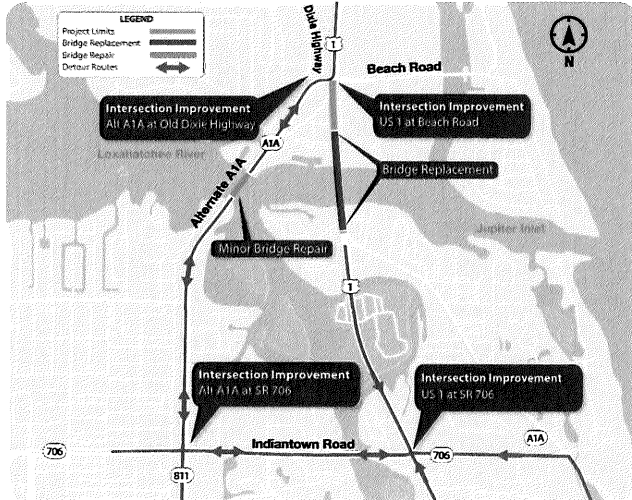 LEGEND
Project Limits
Bridge Replacement
Bridge Repair
Detour Routes
Dixie Highway
1
Beach Road
N
Intersection Improvement
Alt A1A at Old Dixie Highway
Intersection Improvement
US 1 at Beach Road
A1A
Loxahatchee River
Alternate A1A
Bridge Replacement
Jupiter Inlet
Minor Bridge Repair
1
Intersection Improvement
Alt A1A at SR 706
Intersection Improvement
US 1 at SR 706
706
Indiantown Road
706
A1A
811